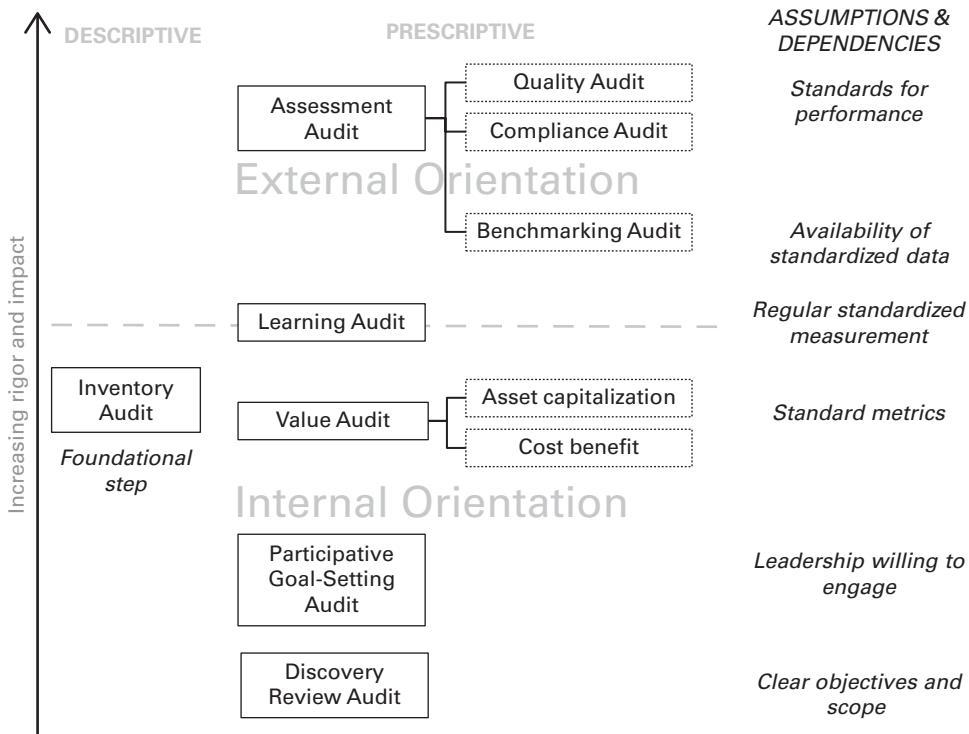 DESCRIPTIVE
PRESCRIPTIVE
ASSUMPTIONS &
DEPENDENCIES
Increasing rigor and impact
Assessment
Audit
Quality Audit
Compliance Audit
Standards for
performance
External Orientation
Benchmarking Audit
Availability of
standardized data
Learning Audit
Regular standardized
measurement
Inventory
Audit
Foundational
step
Value Audit
Asset capitalization
Cost benefit
Standard metrics
Internal Orientation
Participative
Goal-Setting
Audit
Leadership willing to
engage
Discovery
Review Audit
Clear objectives and
scope